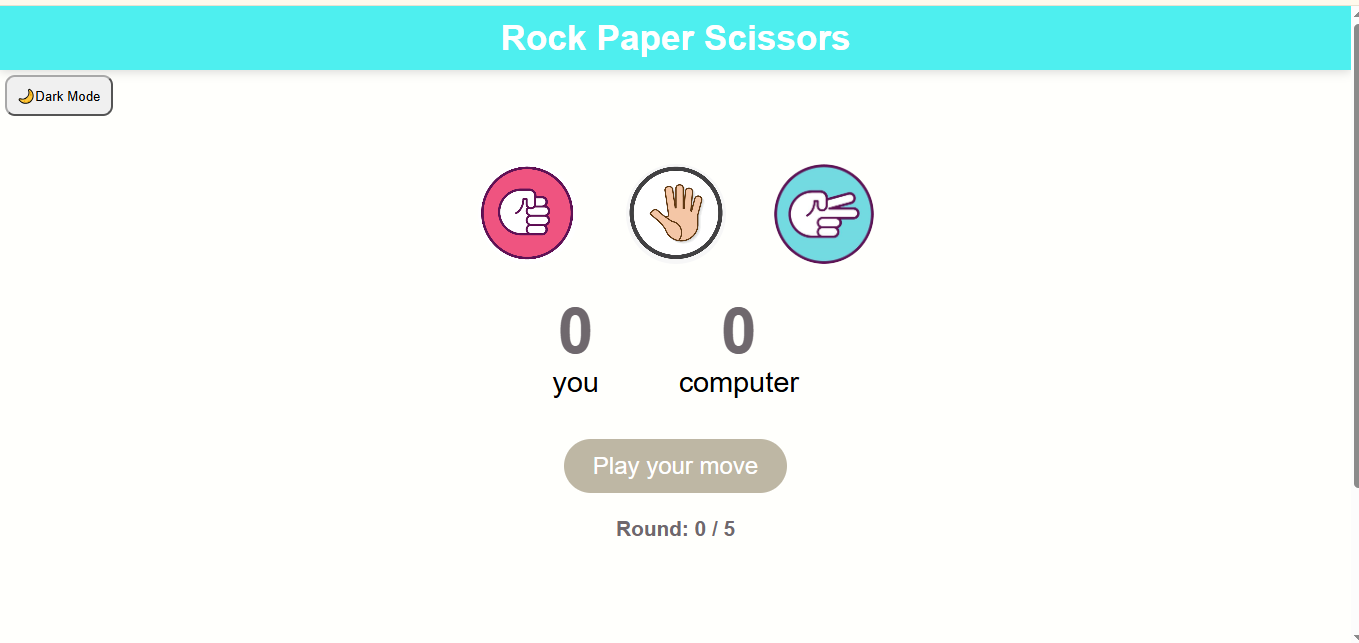 Rock Paper Scissors
🌙Dark Mode
0 0
you computer
Play your move
Round: 0 / 5